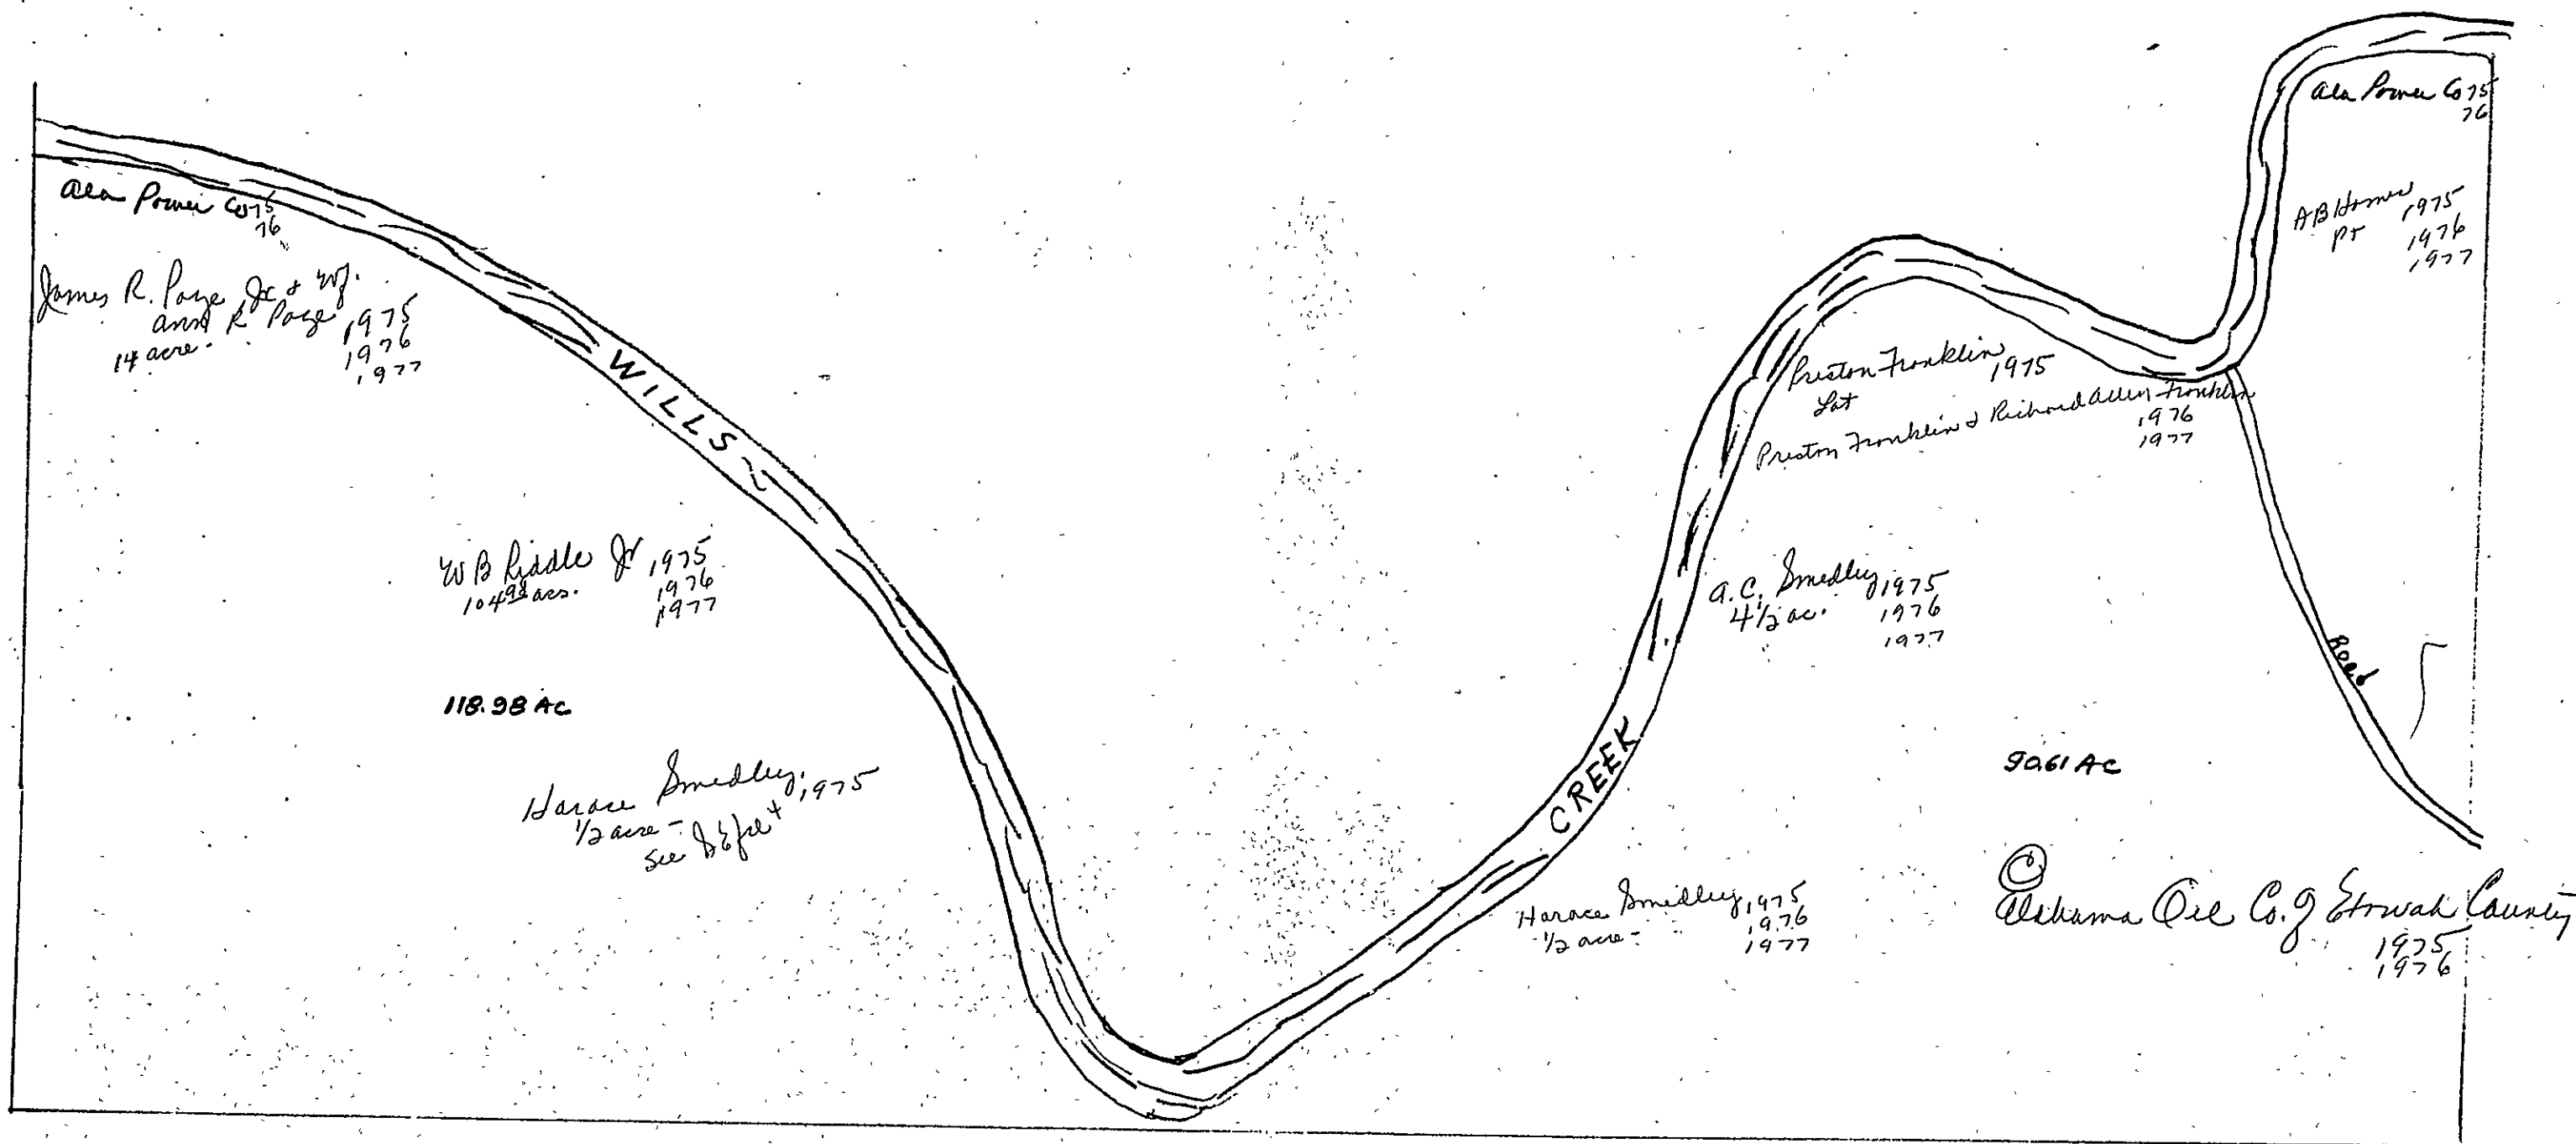 Ala Power Co 75
76
James R. Page Jr & Wf.
Ann R Page 1975
14 acre. 1976
1977
WILLS
W B Riddle Jr 1975
104 98 acs. 1976
1977
118.98 AC
Horace Smedley 1975
1/2 acre -
See
CREEK
Ala Power Co 75
76
A B Horner 1975
Pt 1976
1977
Preston Franklin 1975
Lot
Preston Franklin & Richard Allen Franklin
1976
1977
A.C. Smedley 1975
4 1/2 ac. 1976
1977
Road
90.61 AC
Horace Smedley 1975
1/2 acre - 1976
1977
C
Alabama Oil Co. of Etowah County
1975
1976